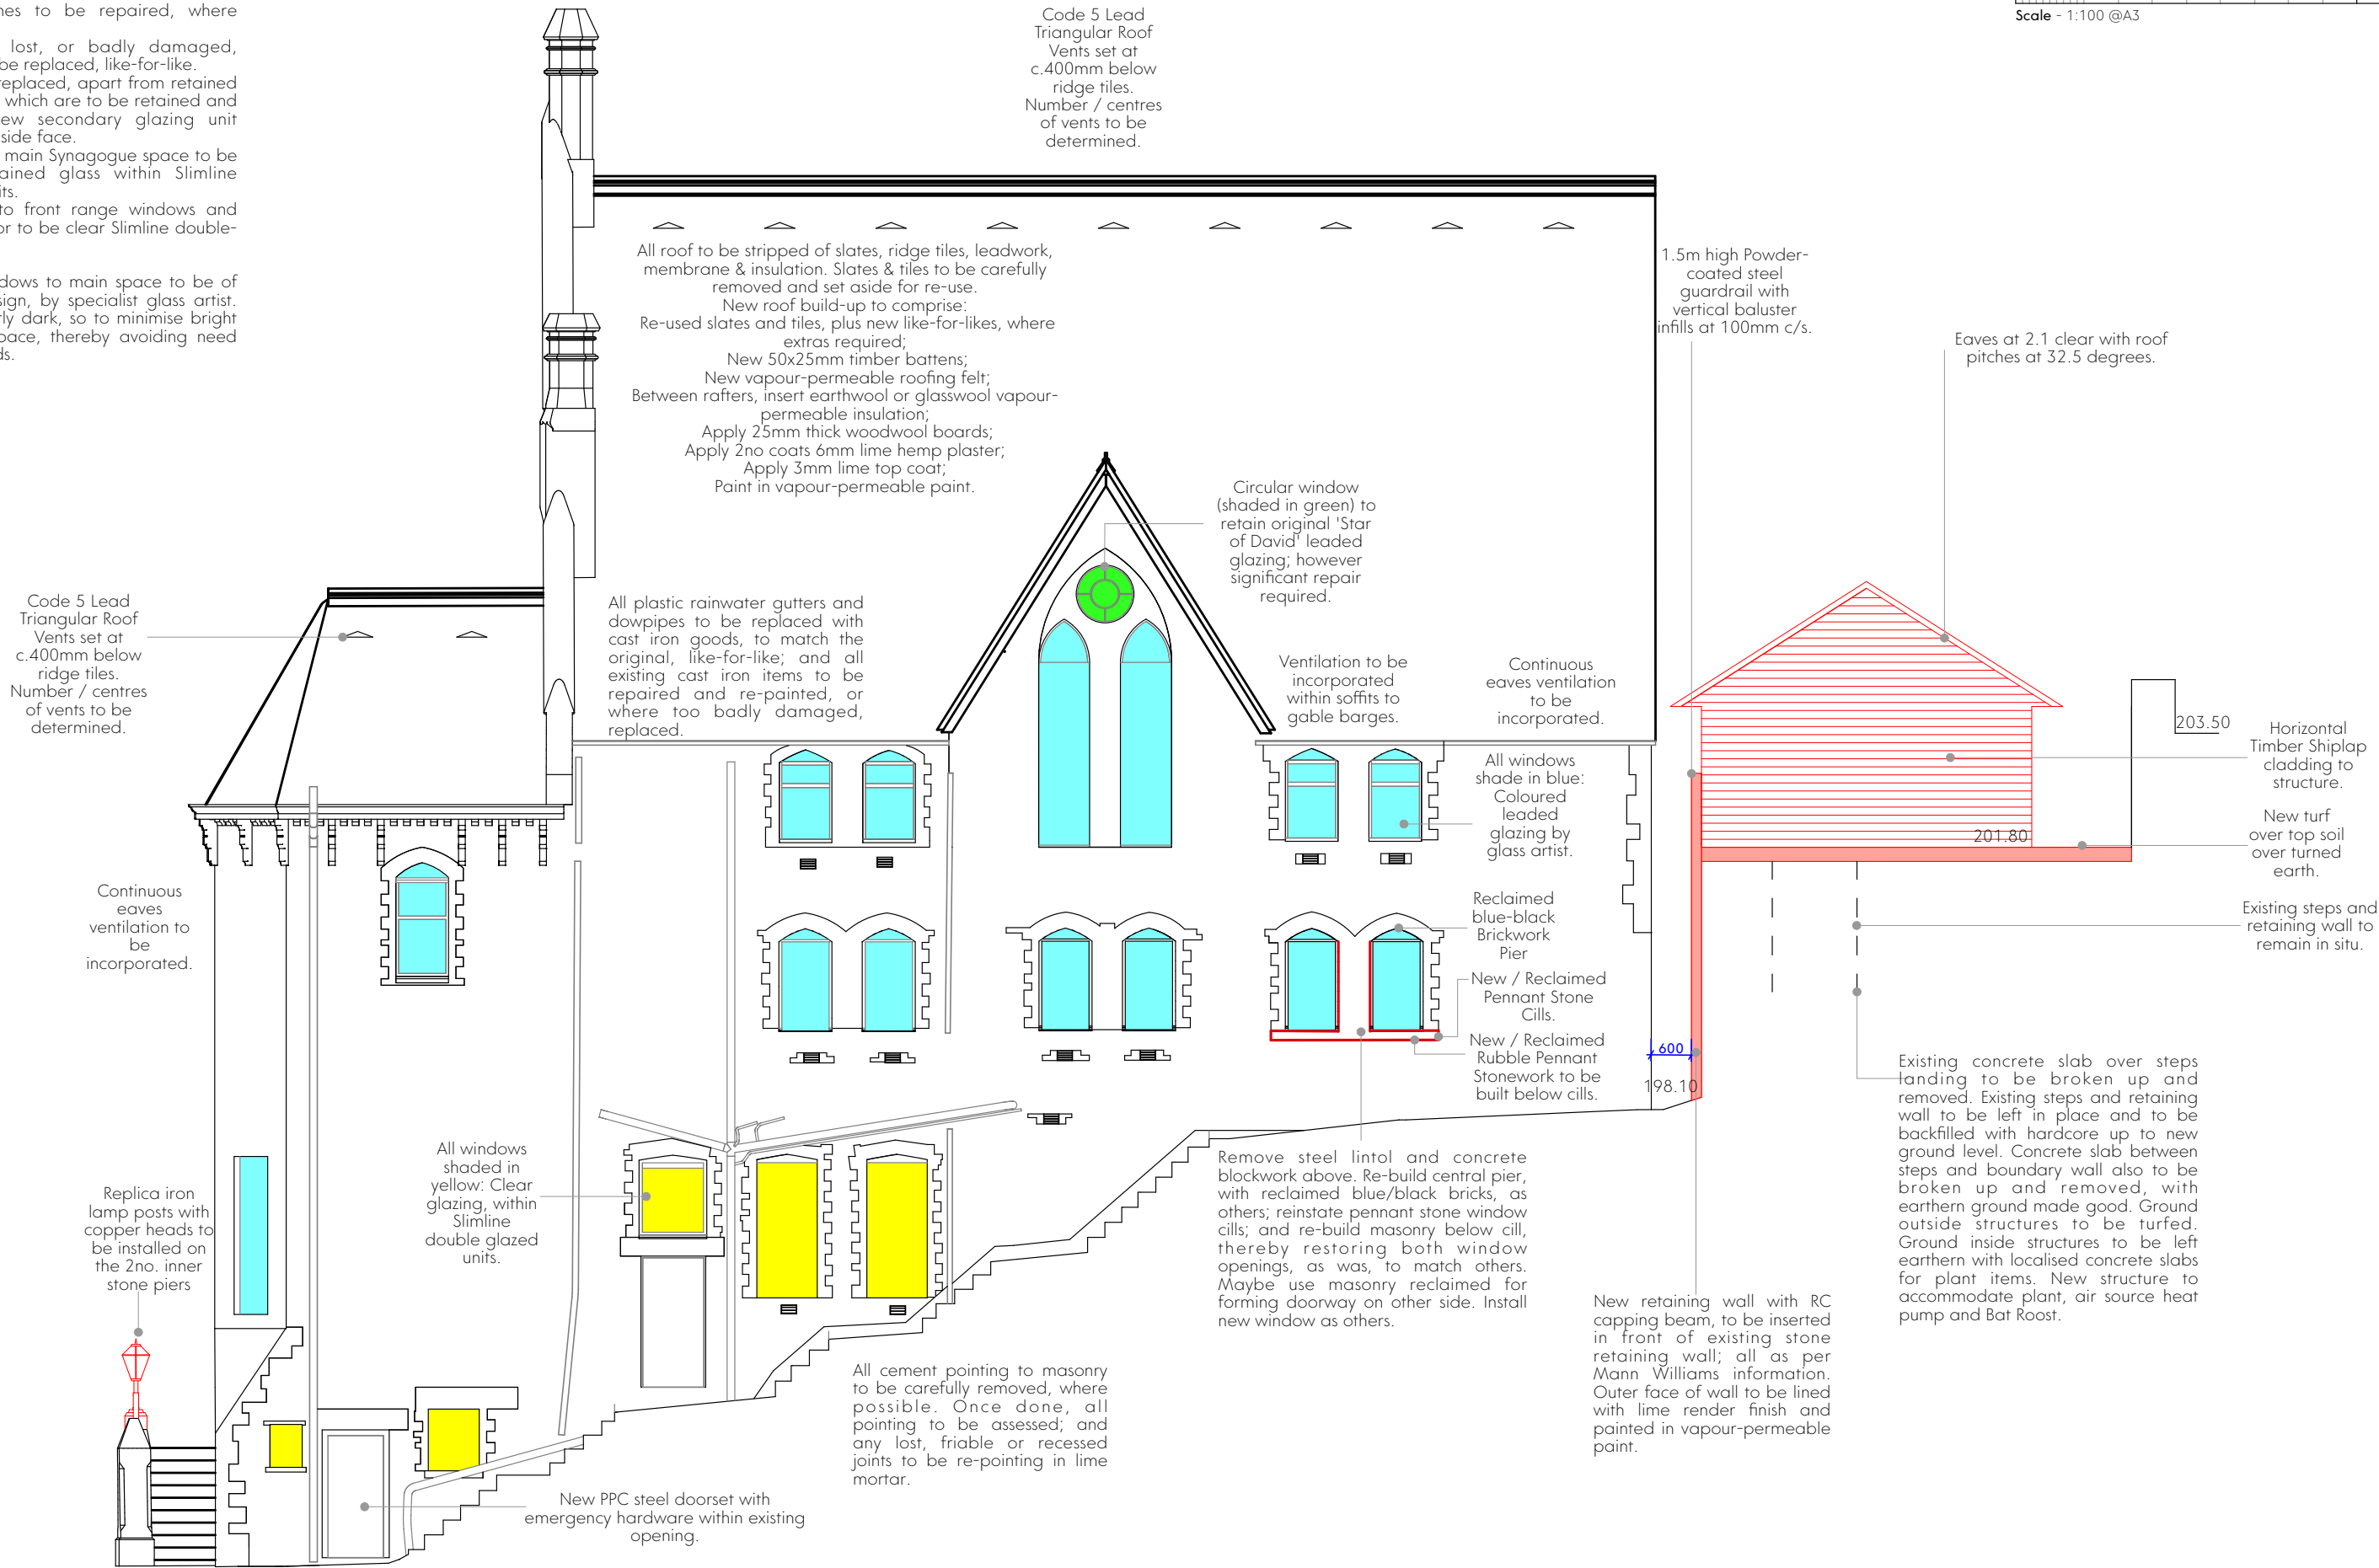 nes to be repaired, where
lost, or badly damaged,
be replaced, like-for-like.
replaced, apart from retained
which are to be retained and
ew secondary glazing unit
side face.
main Synagogue space to be
ained glass within Slimline
its.
to front range windows and
or to be clear Slimline double-
dows to main space to be of
sign, by specialist glass artist.
rly dark, so to minimise bright
pace, thereby avoiding need
ds.
Code 5 Lead
Triangular Roof
Vents set at
c.400mm below
ridge tiles.
Number / centres
of vents to be
determined.
Scale - 1:100 @A3
All roof to be stripped of slates, ridge tiles, leadwork,
membrane & insulation. Slates & tiles to be carefully
removed and set aside for re-use.
New roof build-up to comprise:
Re-used slates and tiles, plus new like-for-likes, where
extras required;
New 50x25mm timber battens;
New vapour-permeable roofing felt;
Between rafters, insert earthwool or glasswool vapour-
permeable insulation;
Apply 25mm thick woodwool boards;
Apply 2no coats 6mm lime hemp plaster;
Apply 3mm lime top coat;
Paint in vapour-permeable paint.
1.5m high Powder-
coated steel
guardrail with
vertical baluster
infills at 100mm c/s.
Eaves at 2.1 clear with roof
pitches at 32.5 degrees.
Circular window
(shaded in green) to
retain original 'Star
of David' leaded
glazing; however
significant repair
required.
Code 5 Lead
Triangular Roof
Vents set at
c.400mm below
ridge tiles.
Number / centres
of vents to be
determined.
All plastic rainwater gutters and
dowpipes to be replaced with
cast iron goods, to match the
original, like-for-like; and all
existing cast iron items to be
repaired and re-painted, or
where too badly damaged,
replaced.
Ventilation to be
incorporated
within soffits to
gable barges.
Continuous
eaves ventilation
to be
incorporated.
203.50
Horizontal
Timber Shiplap
cladding to
structure.
All windows
shade in blue:
Coloured
leaded
glazing by
glass artist.
201.80
New turf
over top soil
over turned
earth.
Continuous
eaves
ventilation to
be
incorporated.
Reclaimed
blue-black
Brickwork
Pier
Existing steps and
retaining wall to
remain in situ.
New / Reclaimed
Pennant Stone
Cills.
New / Reclaimed
Rubble Pennant
Stonework to be
built below cills.
600
198.10
Existing concrete slab over steps
landing to be broken up and
removed. Existing steps and retaining
wall to be left in place and to be
backfilled with hardcore up to new
ground level. Concrete slab between
steps and boundary wall also to be
broken up and removed, with
earthern ground made good. Ground
outside structures to be turfed.
Ground inside structures to be left
earthern with localised concrete slabs
for plant items. New structure to
accommodate plant, air source heat
pump and Bat Roost.
All windows
shaded in
yellow: Clear
glazing, within
Slimline
double glazed
units.
Remove steel lintol and concrete
blockwork above. Re-build central pier,
with reclaimed blue/black bricks, as
others; reinstate pennant stone window
cills; and re-build masonry below cill,
thereby restoring both window
openings, as was, to match others.
Maybe use masonry reclaimed for
forming doorway on other side. Install
new window as others.
Replica iron
lamp posts with
copper heads to
be installed on
the 2no. inner
stone piers
New retaining wall with RC
capping beam, to be inserted
in front of existing stone
retaining wall; all as per
Mann Williams information.
Outer face of wall to be lined
with lime render finish and
painted in vapour-permeable
paint.
All cement pointing to masonry
to be carefully removed, where
possible. Once done, all
pointing to be assessed; and
any lost, friable or recessed
joints to be re-pointing in lime
mortar.
New PPC steel doorset with
emergency hardware within existing
opening.